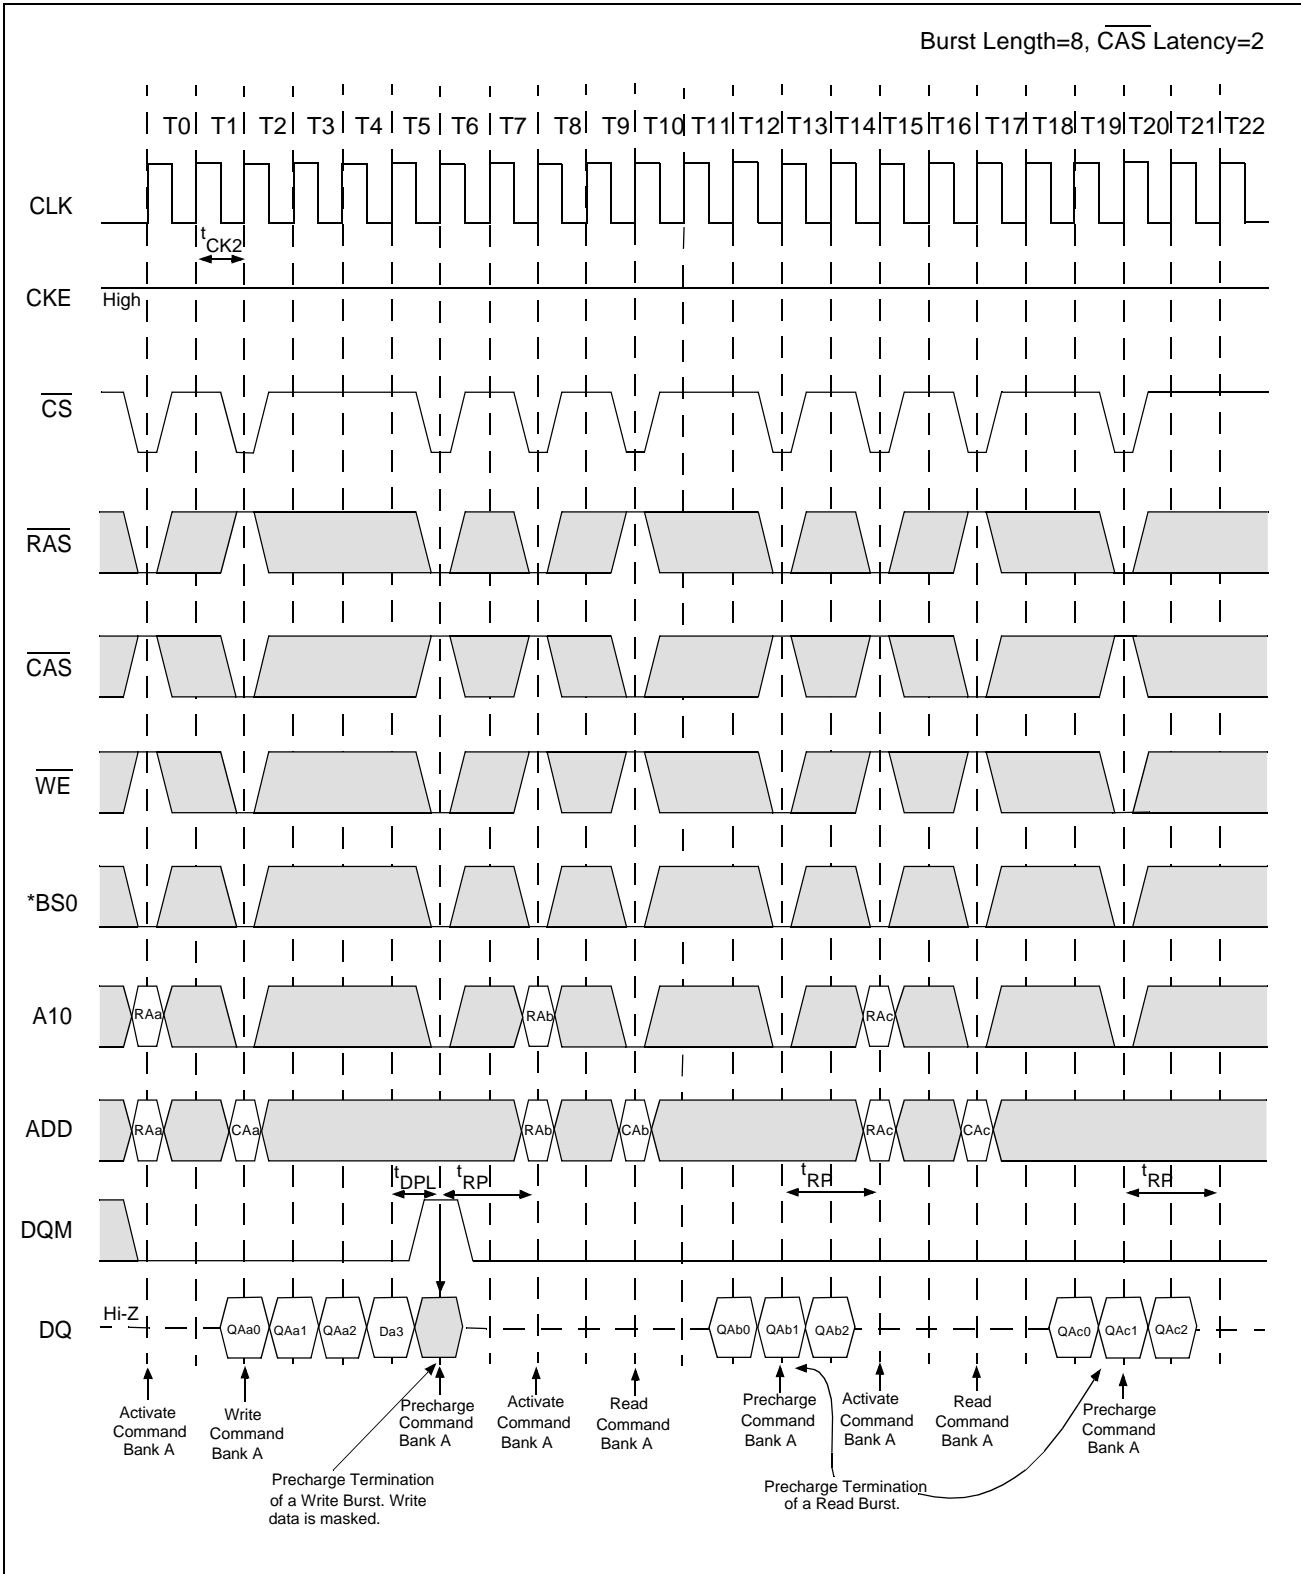 Burst Length=8, CAS Latency=2
T0 T1 T2 T3 T4 T5 T6 T7 T8 T9 T10 T11 T12 T13 T14 T15 T16 T17 T18 T19 T20 T21 T22
CLK
tCK2
CKE
High
CS
RAS
CAS
WE
*BS0
A10
RAa RAb RAc
ADD
RAa CAa RAb CAb RAc CAc
tDPL tRP tRP tRP
DQM
DQ
Hi-Z
QAa0 QAa1 QAa2 Da3 QAb0 QAb1 QAb2 QAc0 QAc1 QAc2
Activate
Command
Bank A
Write
Command
Bank A
Precharge
Command
Bank A
Activate
Command
Bank A
Read
Command
Bank A
Precharge
Command
Bank A
Activate
Command
Bank A
Read
Command
Bank A
Precharge
Command
Bank A
Precharge Termination
of a Write Burst. Write
data is masked.
Precharge Termination
of a Read Burst.